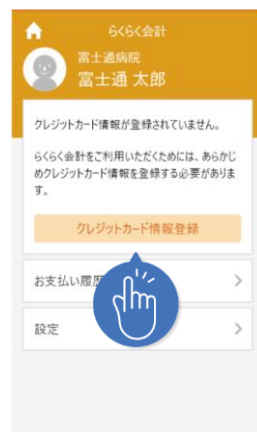 らくらく会計
富士通病院
富士通 太郎
クレジットカード情報が登録されていません。
らくらく会計をご利用いただくためには、あらかじ
めクレジットカード情報を登録する必要がありま
す。
クレジットカード情報登録
お支払い履歴
設定